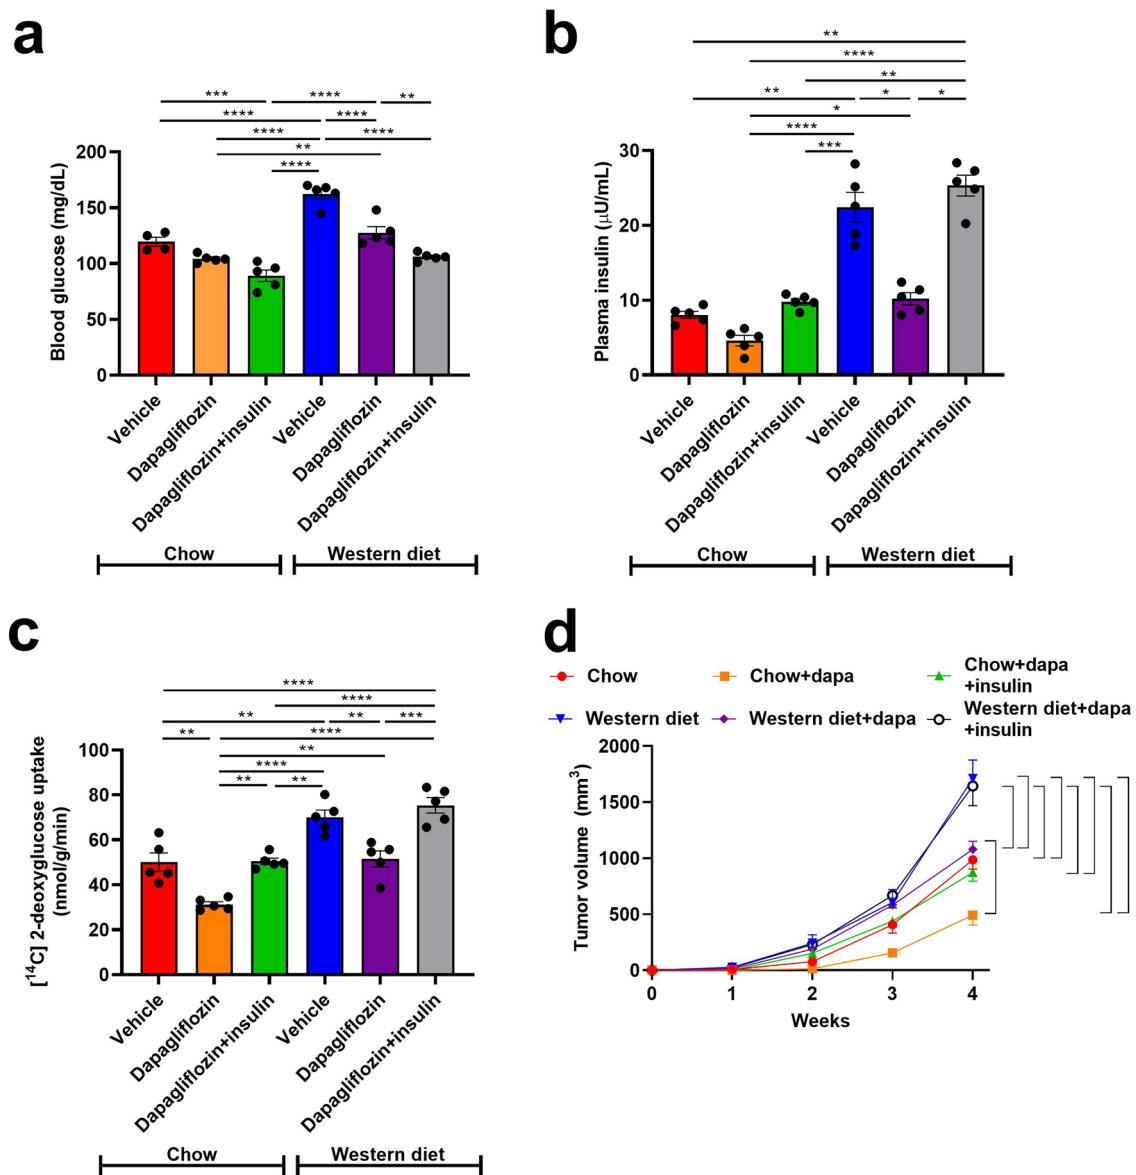 a
***
****
**
****
****
****
****
**
****
200
150
100
50
0
Blood glucose (mg/dL)
Vehicle
Dapagliflozin
Dapagliflozin+insulin
Vehicle
Dapagliflozin
Dapagliflozin+insulin
Chow
Western diet
b
**
****
**
**
*
*
*
****
***
30
20
10
0
Plasma insulin (µU/mL)
Vehicle
Dapagliflozin
Dapagliflozin+insulin
Vehicle
Dapagliflozin
Dapagliflozin+insulin
Chow
Western diet
c
****
****
**
**
***
**
****
**
****
**
**
100
80
60
40
20
0
[¹⁴C] 2-deoxyglucose uptake
(nmol/g/min)
Vehicle
Dapagliflozin
Dapagliflozin+insulin
Vehicle
Dapagliflozin
Dapagliflozin+insulin
Chow
Western diet
d
Chow
Chow+dapa
Chow+dapa
+insulin
Western diet
Western diet+dapa
Western diet+dapa
+insulin
2000
1500
1000
500
0
Tumor volume (mm³)
0 1 2 3 4
Weeks